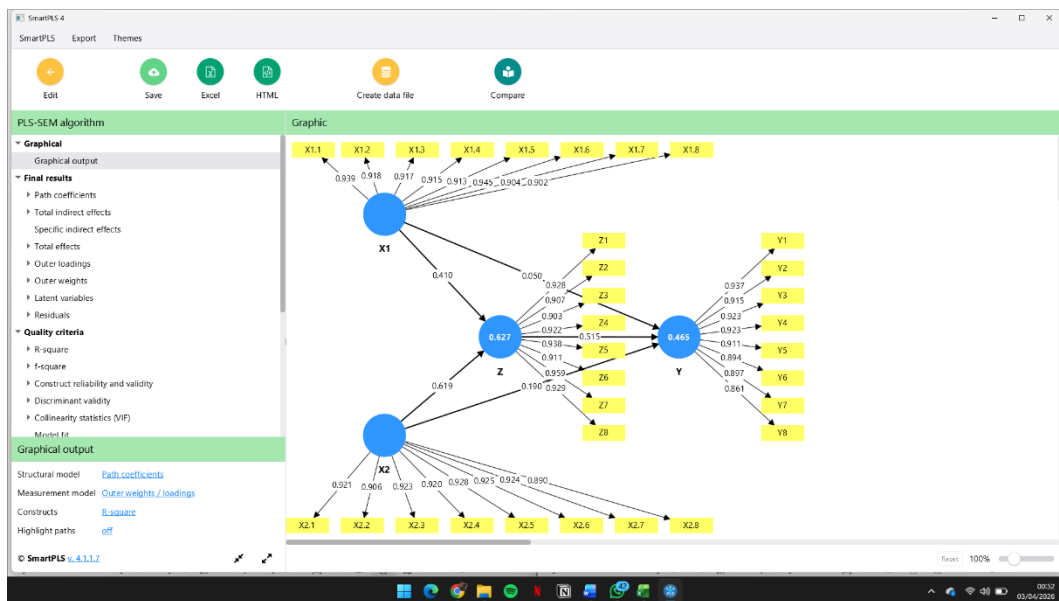 SmartPLS 4
SmartPLS Export Themes
Edit Save Excel HTML Create data file Compare
PLS-SEM algorithm
Graphical
Graphical output
Final results
Path coefficients
Total indirect effects
Specific indirect effects
Total effects
Outer loadings
Outer weights
Latent variables
Residuals
Quality criteria
R-square
f-square
Construct reliability and validity
Discriminant validity
Collinearity statistics (VIF)
Model fit
Graphical output
Structural model Path coefficients
Measurement model Outer weights / loadings
Constructs R-square
Highlight paths off
© SmartPLS v. 4.1.1.7
Graphic
X1.1 X1.2 X1.3 X1.4 X1.5 X1.6 X1.7 X1.8
0.939 0.918 0.917 0.915 0.913 0.945 0.904 0.902
X1
0.410
0.050
Z1
0.928
Z2
0.907
Z3
0.903
Z4
0.922
0.515
0.938
Z5
0.911
Z6
0.959
0.929
Z7
Z8
0.627
Z
0.619
0.190
Y1
0.937
Y2
0.915
Y3
0.923
Y4
0.923
0.465
0.911
Y5
0.894
Y6
0.897
Y7
0.861
Y8
Y
X2
0.921 0.906 0.923 0.920 0.928 0.925 0.924 0.890
X2.1 X2.2 X2.3 X2.4 X2.5 X2.6 X2.7 X2.8
Reset 100%
42
00:52
03/04/2026